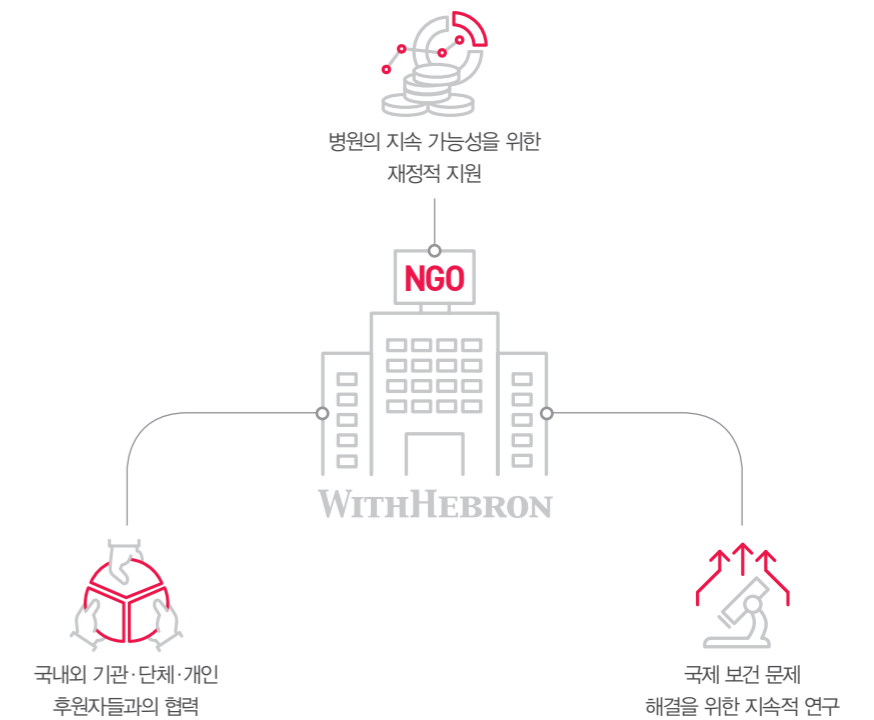 병원의 지속 가능성을 위한
재정적 지원
NGO
WITHHEBRON
국내외 기관·단체·개인
후원자들과의 협력
국제 보건 문제
해결을 위한 지속적 연구